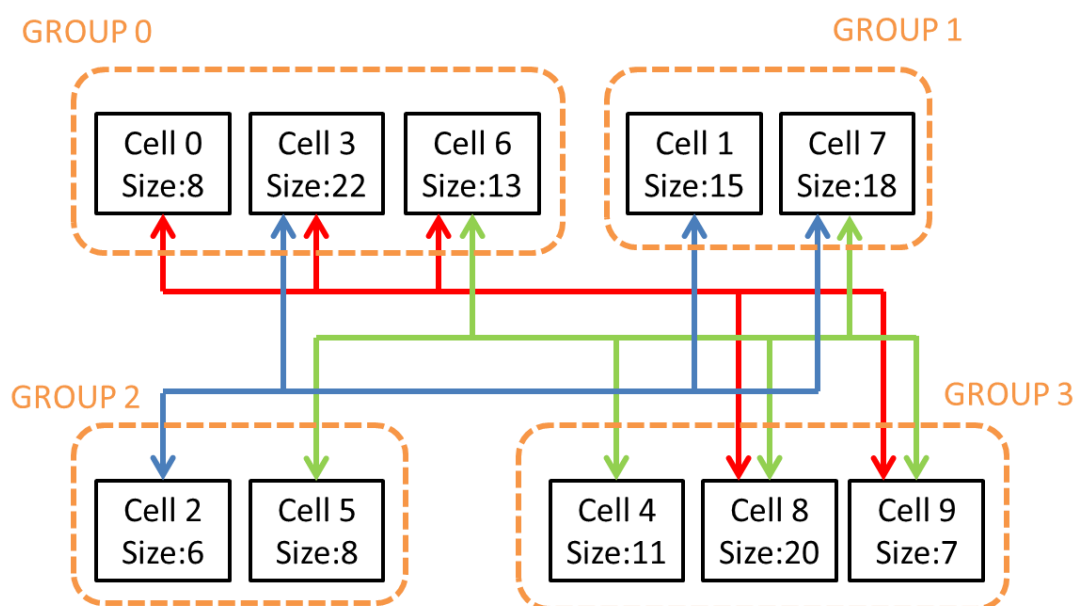 GROUP 0
GROUP 1
Cell 0
Size:8
Cell 3
Size:22
Cell 6
Size:13
Cell 1
Size:15
Cell 7
Size:18
GROUP 2
GROUP 3
Cell 2
Size:6
Cell 5
Size:8
Cell 4
Size:11
Cell 8
Size:20
Cell 9
Size:7